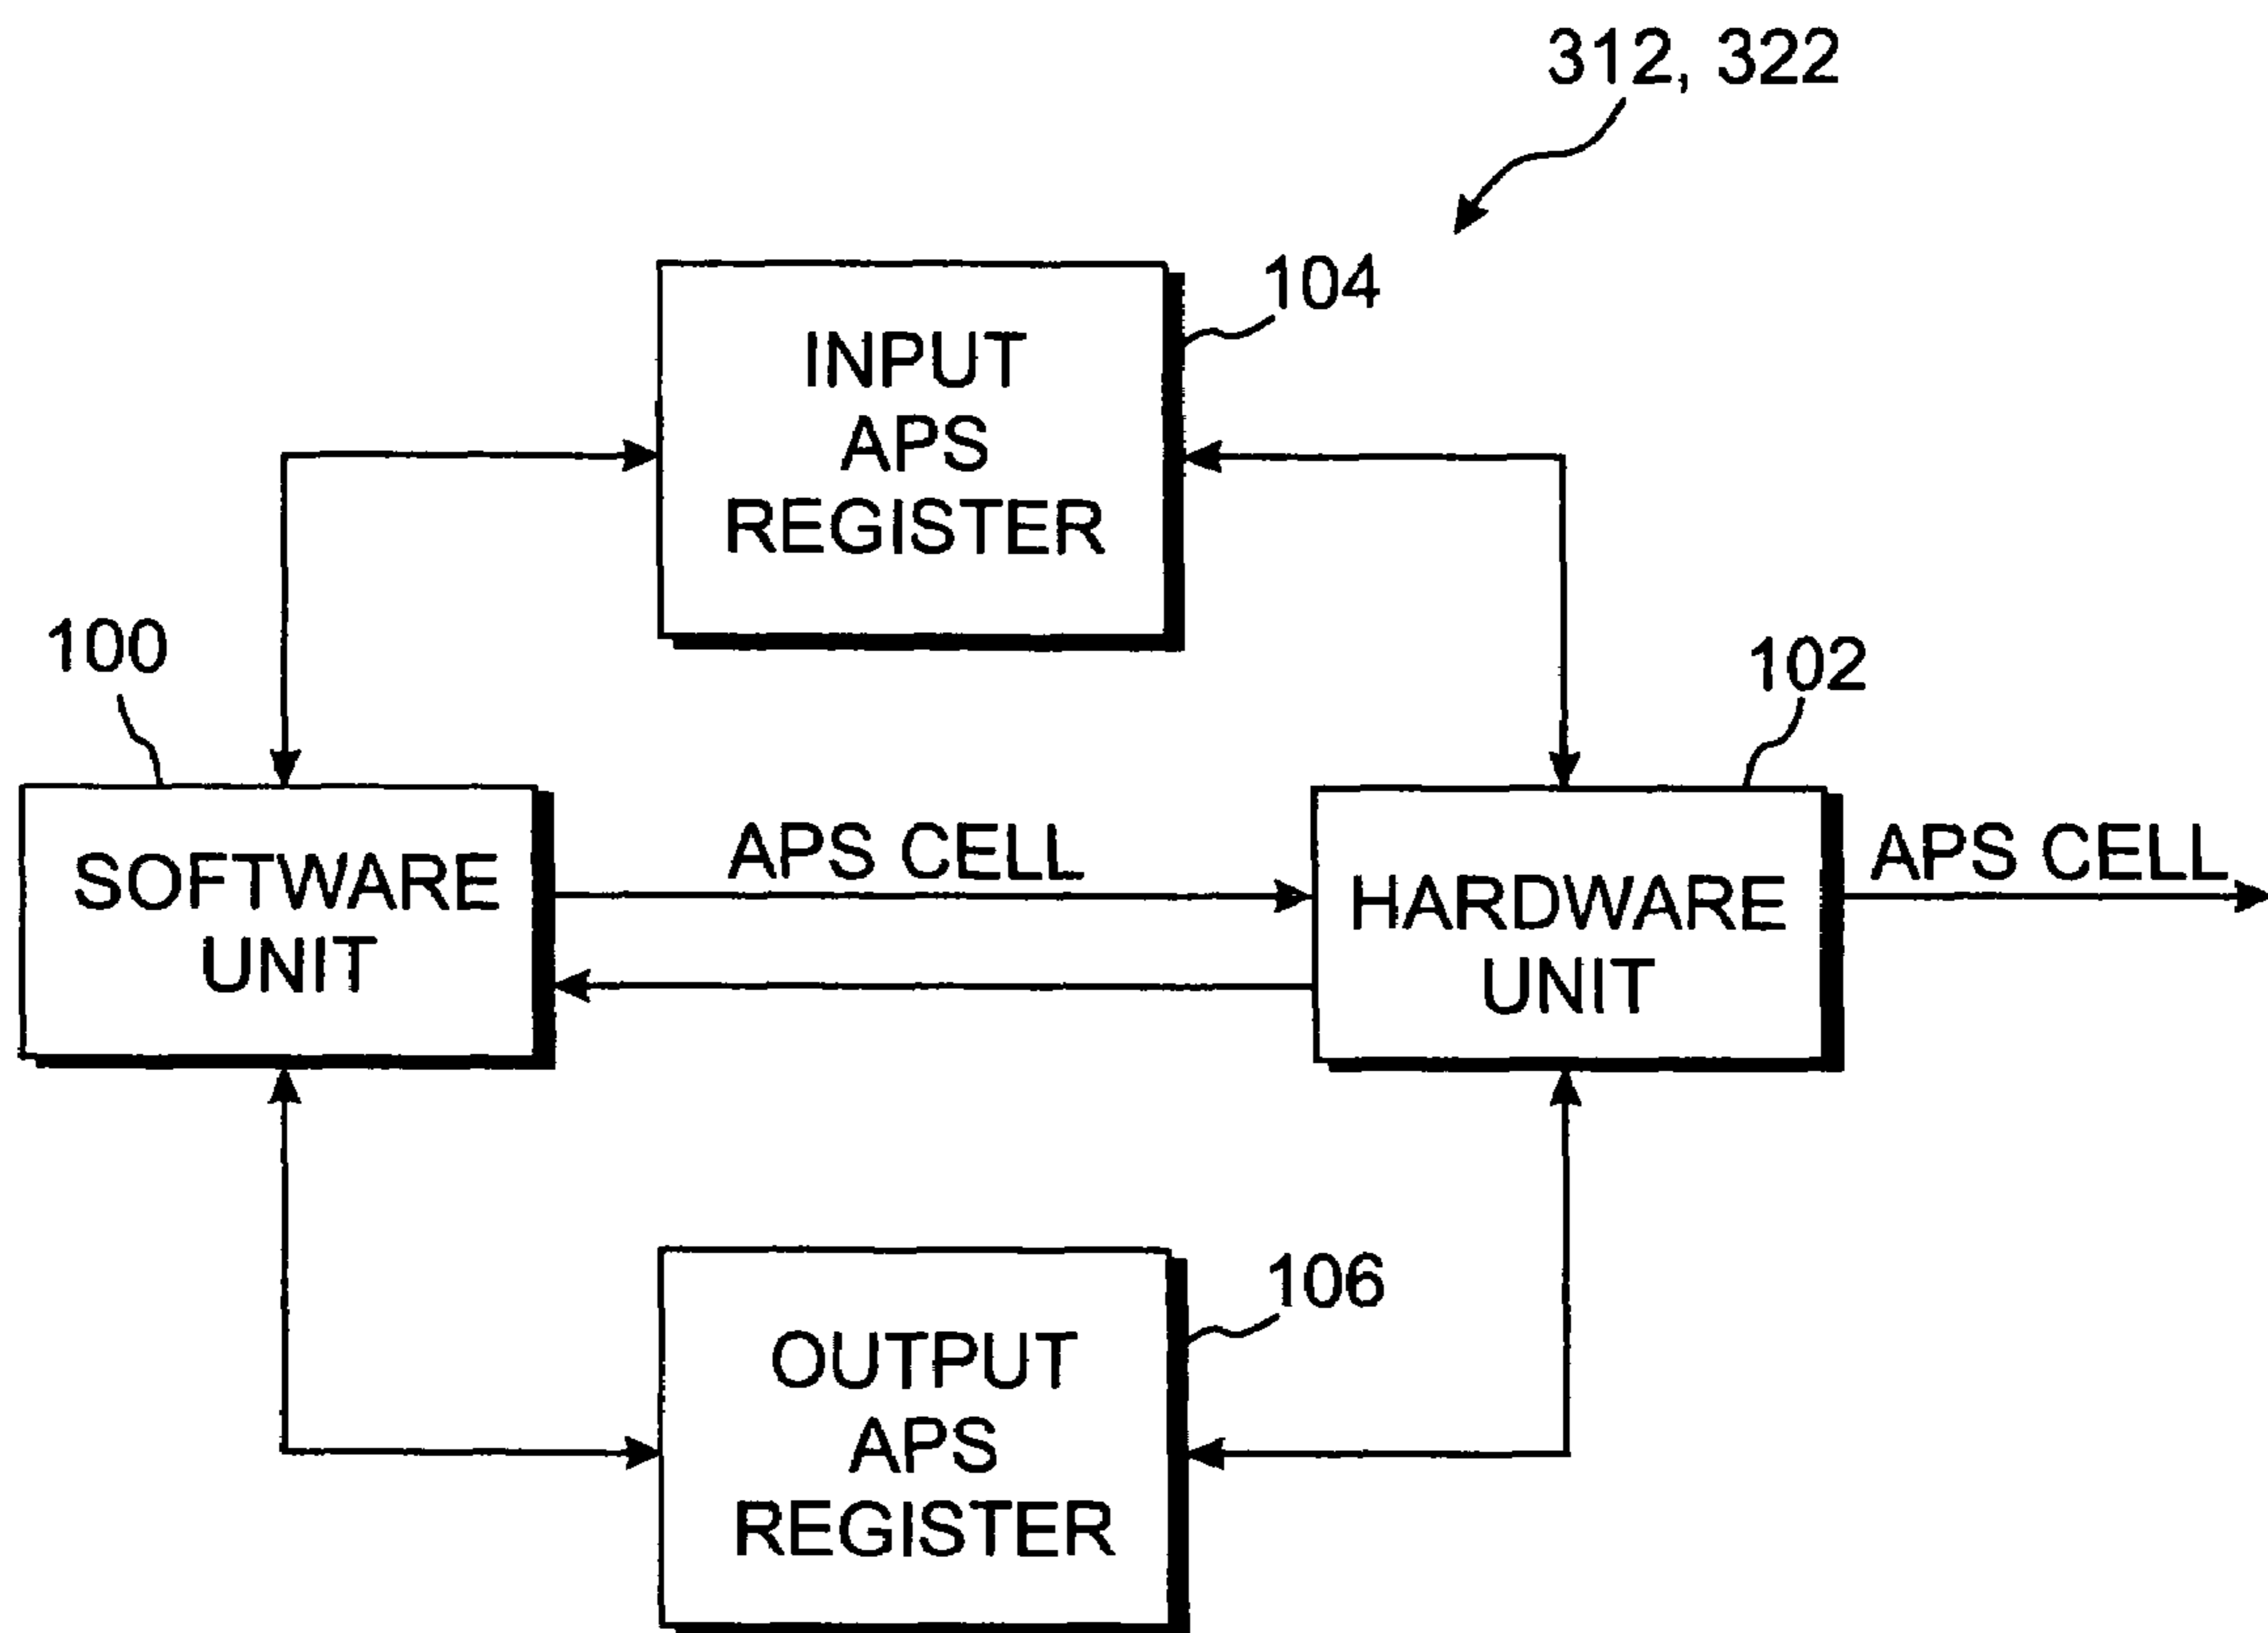 312, 322
104
INPUT
APS
REGISTER
100
102
SOFTWARE
UNIT
APS CELL
HARDWARE
UNIT
APS CELL
106
OUTPUT
APS
REGISTER